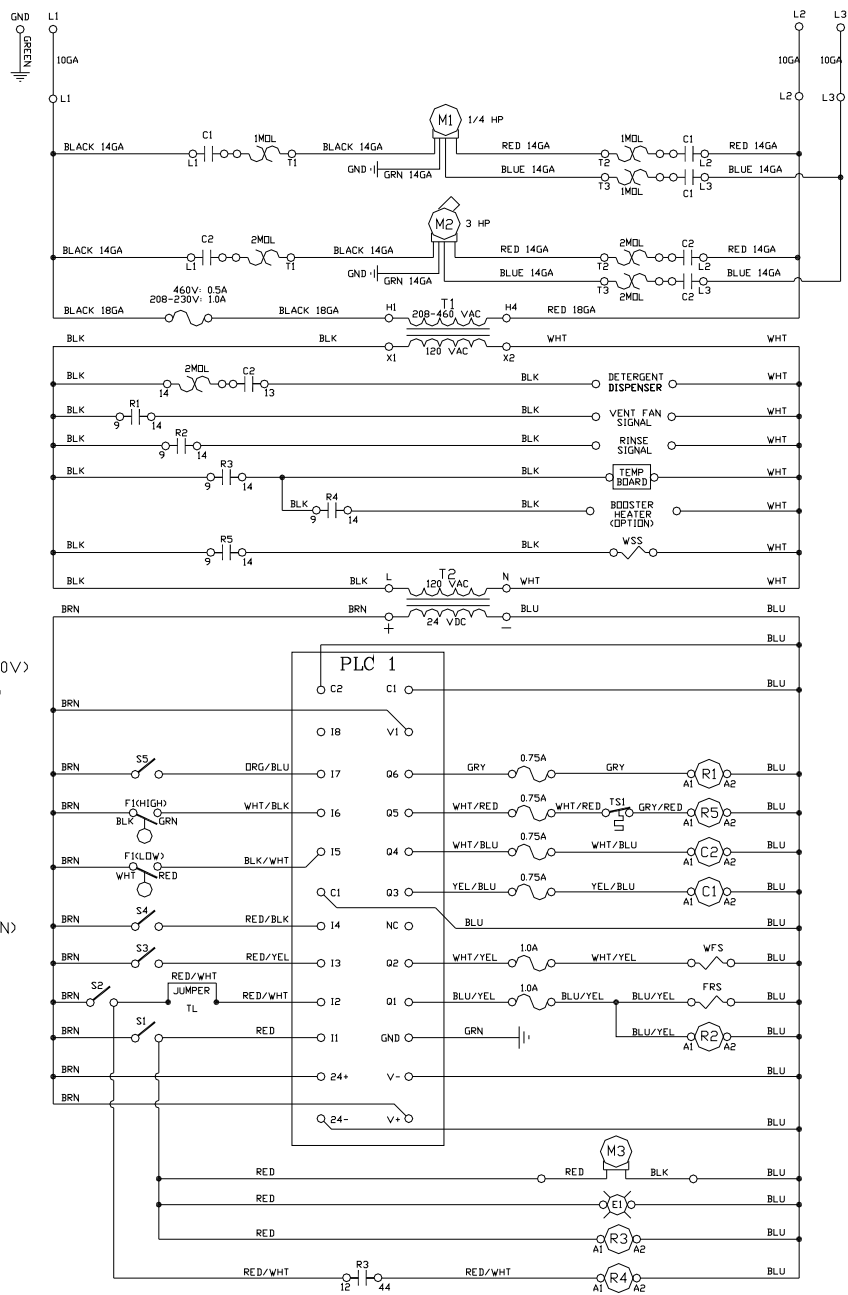 GND L1 L2 L3
GREEN
10GA 10GA 10GA
L1 L2 L3
M1 1/4 HP
BLACK 14GA C1 1MOL BLACK 14GA RED 14GA 1MOL C1 RED 14GA
L1 T1 T2 L2
GND GRN 14GA BLUE 14GA BLUE 14GA
T3 1MOL C1 L3
M2 3 HP
BLACK 14GA C2 2MOL BLACK 14GA RED 14GA 2MOL C2 RED 14GA
L1 T1 T2 L2
GND GRN 14GA BLUE 14GA BLUE 14GA
T3 2MOL C2 L3
460V: 0.5A
208-230V: 1.0A
BLACK 18GA BLACK 18GA H1 T1 H4 RED 18GA
208-460 VAC
BLK BLK 120 VAC WHT WHT
X1 X2
BLK 2MOL C2 BLK DETERGENT WHT
14 13 DISPENSER
BLK R1 BLK VENT FAN WHT
9 14 SIGNAL
BLK R2 BLK RINSE WHT
9 14 SIGNAL
BLK R3 BLK TEMP WHT
9 14 BOARD
BLK R4 BLK BOOSTER WHT
9 14 HEATER
(OPTION)
BLK R5 BLK WSS WHT
9 14
BLK BLK L T2 N WHT WHT
120 VAC
BRN BRN 24 VDC BLU BLU
+ −
BLU
0V)
PLC 1
C2 C1 BLU
BRN
I8 V1
BRN S5 ORG/BLU I7 Q6 GRY 0.75A GRY R1 BLU
A1 A2
BRN F1(HIGH) WHT/BLK I6 Q5 WHT/RED 0.75A WHT/RED TS1 GRY/RED R5 BLU
BLK GRN A1 A2
BRN F1(LOW) BLK/WHT I5 Q4 WHT/BLU 0.75A WHT/BLU C2 BLU
WHT RED A1 A2
C1 Q3 YEL/BLU 0.75A YEL/BLU C1 BLU
A1 A2
N)
BRN S4 RED/BLK I4 NC BLU BLU
BRN S3 RED/YEL I3 Q2 WHT/YEL 1.0A WHT/YEL WFS BLU
RED/WHT
BRN S2 JUMPER RED/WHT I2 Q1 BLU/YEL 1.0A BLU/YEL BLU/YEL FRS BLU
TL
BRN S1 RED I1 GND GRN BLU/YEL R2 BLU
A1 A2
BRN 24+ V- BLU
BRN
24- V+ BLU
M3
RED RED BLK BLU
RED E1 BLU
RED R3 BLU
A1 A2
RED/WHT R3 RED/WHT R4 BLU
12 44 A1 A2